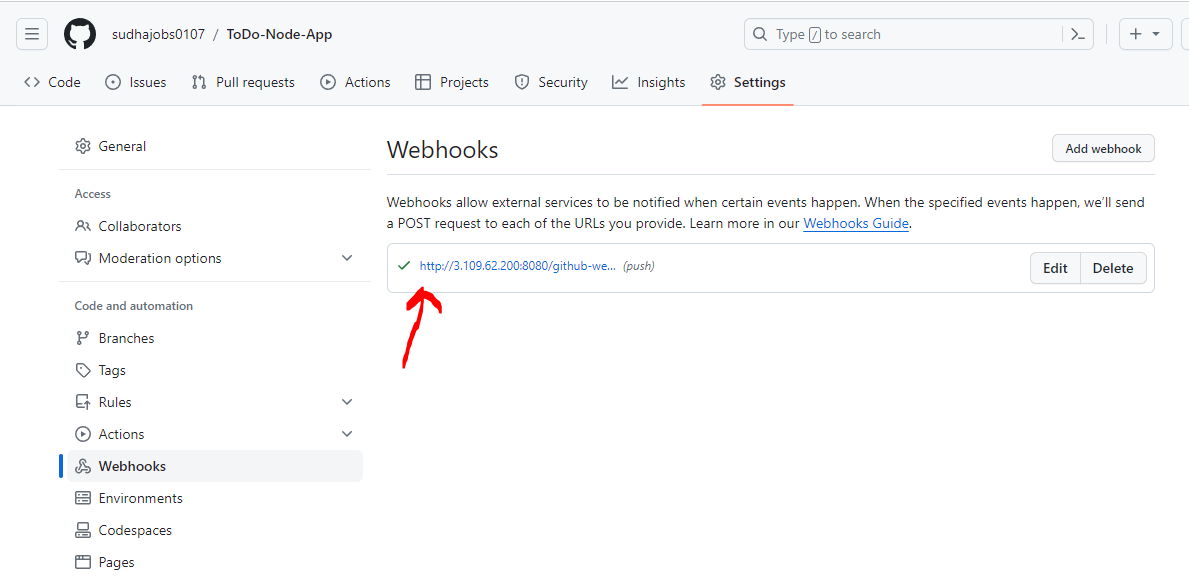 sudhajobs0107 / ToDo-Node-App
Type / to search
Code Issues Pull requests Actions Projects Security Insights Settings
General
Access
Collaborators
Moderation options
Code and automation
Branches
Tags
Rules
Actions
Webhooks
Environments
Codespaces
Pages
Webhooks
Add webhook
Webhooks allow external services to be notified when certain events happen. When the specified events happen, we'll send
a POST request to each of the URLs you provide. Learn more in our Webhooks Guide.
http://3.109.62.200:8080/github-we... (push)
Edit Delete